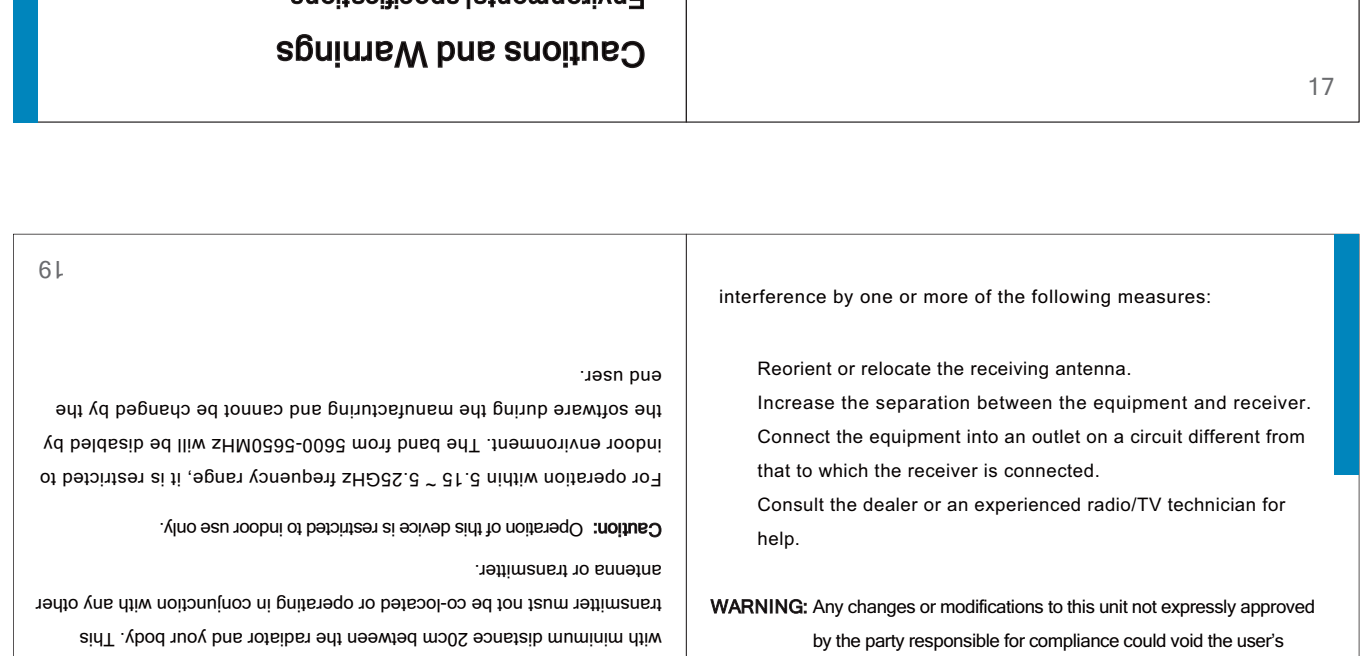 Cautions and Warnings
Environmental specifications
17
with minimum distance 20cm between the radiator and your body. This
transmitter must not be co-located or operating in conjunction with any other
antenna or transmitter.
Caution: Operation of this device is restricted to indoor use only.
For operation within 5.15 ~ 5.25GHz frequency range, it is restricted to
indoor environment. The band from 5600-5650MHz will be disabled by
the software during the manufacturing and cannot be changed by the
end user.
19
interference by one or more of the following measures:
Reorient or relocate the receiving antenna.
Increase the separation between the equipment and receiver.
Connect the equipment into an outlet on a circuit different from
that to which the receiver is connected.
Consult the dealer or an experienced radio/TV technician for
help.
WARNING: Any changes or modifications to this unit not expressly approved
by the party responsible for compliance could void the user's